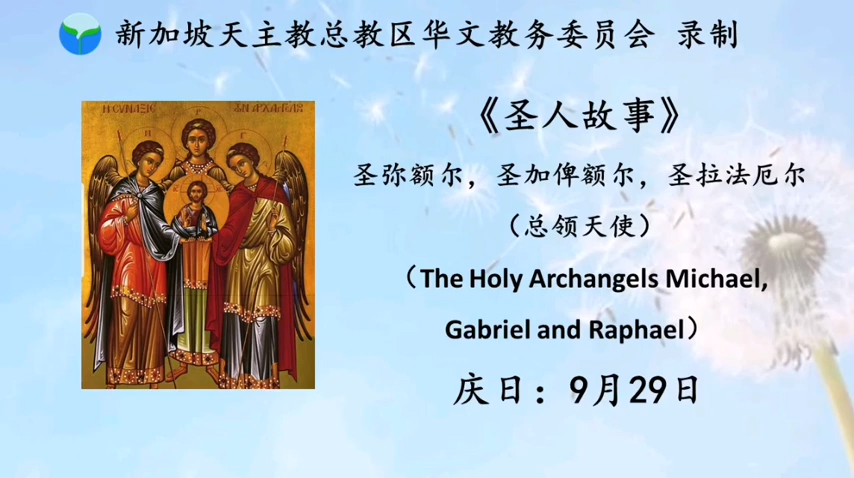 新加坡天主教总教区华文教务委员会 录制
《圣人故事》
圣弥额尔，圣加俾额尔，圣拉法厄尔
（总领天使）
（The Holy Archangels Michael,
Gabriel and Raphael）
庆日：9月29日